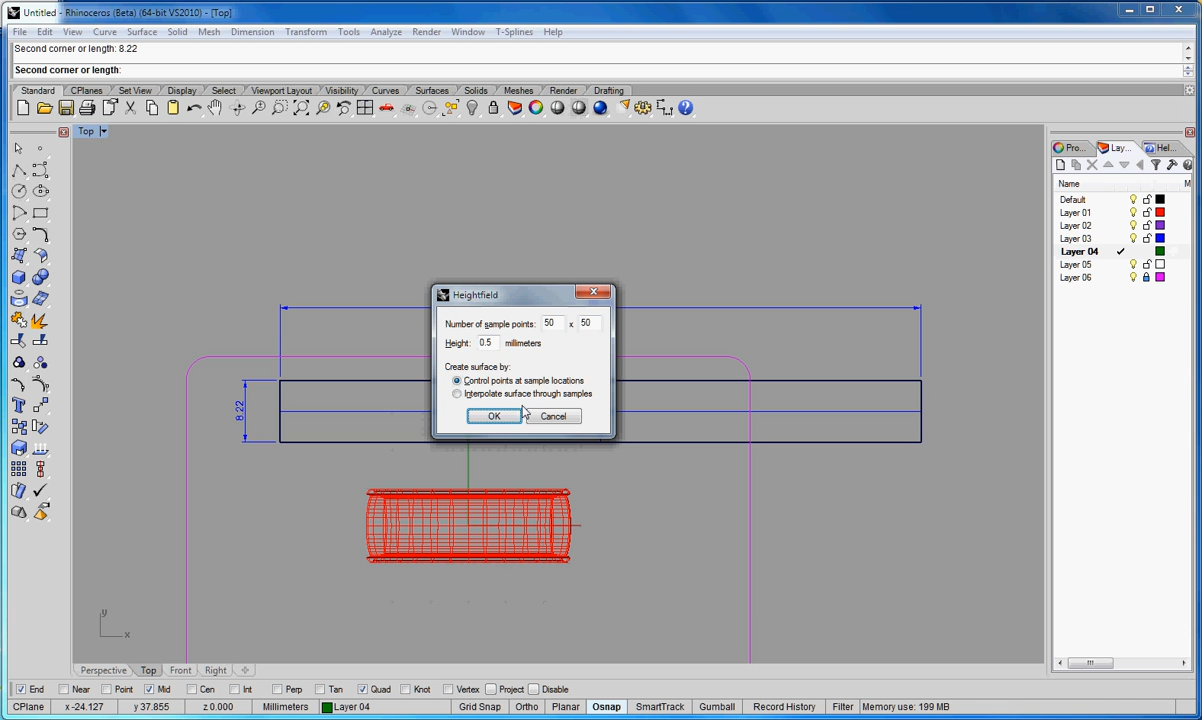 Untitled - Rhinoceros (Beta) (64-bit VS2010) - [Top]
File Edit View Curve Surface Solid Mesh Dimension Transform Tools Analyze Render Window T-Splines Help
Second corner or length: 8.22
Second corner or length:
Standard CPlanes Set View Display Select Viewport Layout Visibility Curves Surfaces Solids Meshes Render Drafting
Top
Pro... Lay... Hel...
Name M
Default
Layer 01
Layer 02
Layer 03
Layer 04
Layer 05
Layer 06
Heightfield
Number of sample points: 50 x 50
Height: 0.5 millimeters
Create surface by:
Control points at sample locations
Interpolate surface through samples
OK Cancel
8.22
y
x
Perspective Top Front Right
End Near Point Mid Cen Int Perp Tan Quad Knot Vertex Project Disable
CPlane x -24.127 y 37.855 z 0.000 Millimeters Layer 04 Grid Snap Ortho Planar Osnap SmartTrack Gumball Record History Filter Memory use: 199 MB